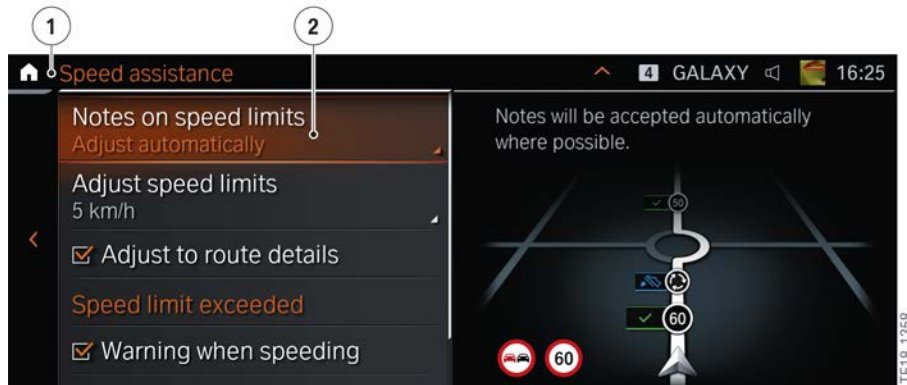 1
2
Speed assistance
4 GALAXY 16:25
Notes on speed limits
Adjust automatically
Adjust speed limits
5 km/h
Adjust to route details
Speed limit exceeded
Warning when speeding
Notes will be accepted automatically
where possible.
50
60
60
TE19-1358